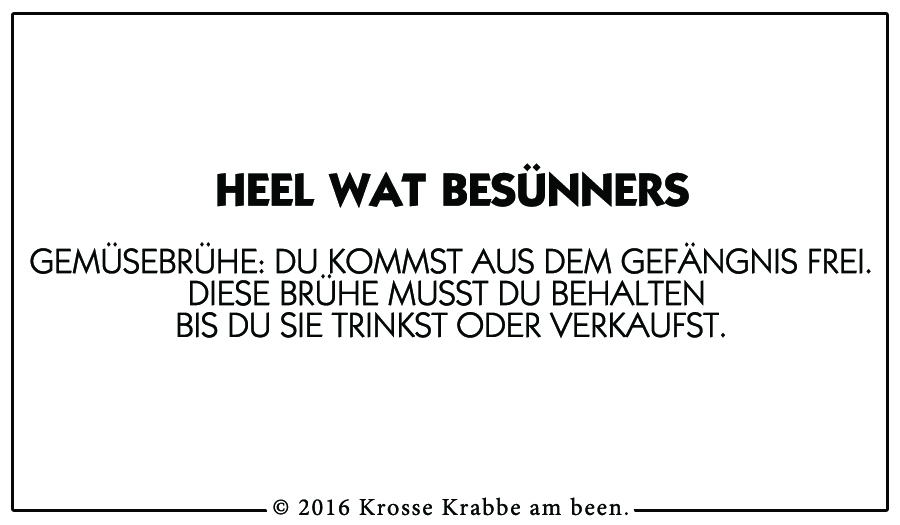 HEEL WAT BESÜNNERS
GEMÜSEBRÜHE: DU KOMMST AUS DEM GEFÄNGNIS FREI.
DIESE BRÜHE MUSST DU BEHALTEN
BIS DU SIE TRINKST ODER VERKAUFST.
© 2016 Krosse Krabbe am been.